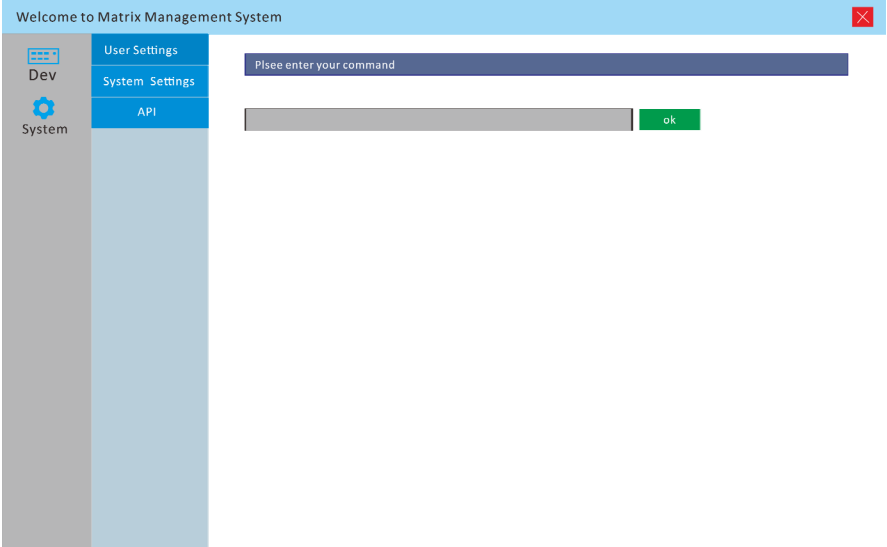 Welcome to Matrix Management System
Dev
System
User Settings
System Settings
API
Plsee enter your command
ok